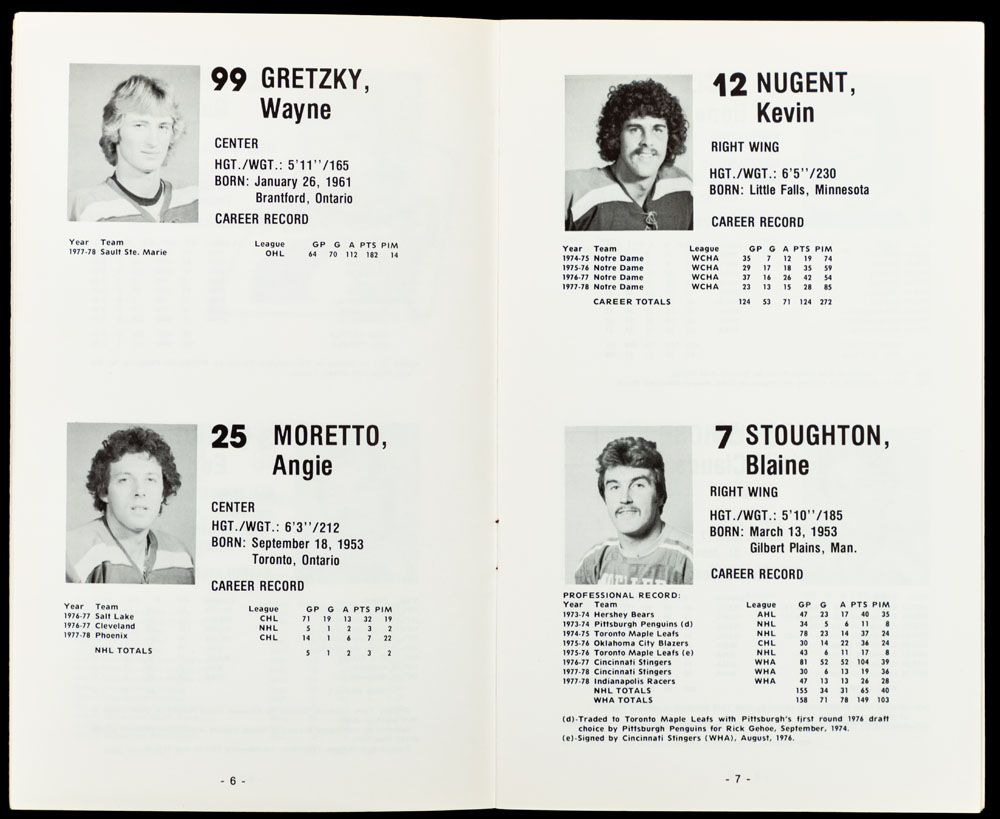 99 GRETZKY,
Wayne
CENTER
HGT./WGT.: 5'11''/165
BORN: January 26, 1961
Brantford, Ontario
CAREER RECORD
Year Team League GP G A PTS PIM
1977-78 Sault Ste. Marie OHL 64 70 112 182 14
25 MORETTO,
Angie
CENTER
HGT./WGT.: 6'3''/212
BORN: September 18, 1953
Toronto, Ontario
CAREER RECORD
Year Team League GP G A PTS PIM
1976-77 Salt Lake CHL 71 19 13 32 19
1976-77 Cleveland NHL 5 1 2 3 2
1977-78 Phoenix CHL 14 1 6 7 22
NHL TOTALS 5 1 2 3 2
- 6 -
12 NUGENT,
Kevin
RIGHT WING
HGT./WGT.: 6'5''/230
BORN: Little Falls, Minnesota
CAREER RECORD
Year Team League GP G A PTS PIM
1974-75 Notre Dame WCHA 35 7 12 19 74
1975-76 Notre Dame WCHA 29 17 18 35 59
1976-77 Notre Dame WCHA 37 16 26 42 54
1977-78 Notre Dame WCHA 23 13 15 28 85
CAREER TOTALS 124 53 71 124 272
7 STOUGHTON,
Blaine
RIGHT WING
HGT./WGT.: 5'10''/185
BORN: March 13, 1953
Gilbert Plains, Man.
CAREER RECORD
PROFESSIONAL RECORD:
Year Team League GP G A PTS PIM
1973-74 Hershey Bears AHL 47 23 17 40 35
1973-74 Pittsburgh Penguins (d) NHL 34 5 6 11 8
1974-75 Toronto Maple Leafs NHL 78 23 14 37 24
1975-76 Oklahoma City Blazers CHL 30 14 22 36 24
1975-76 Toronto Maple Leafs (e) NHL 43 6 11 17 8
1976-77 Cincinnati Stingers WHA 81 52 52 104 39
1977-78 Cincinnati Stingers WHA 30 6 13 19 36
1977-78 Indianapolis Racers WHA 47 13 13 26 28
NHL TOTALS 155 34 31 65 40
WHA TOTALS 158 71 78 149 103
(d)-Traded to Toronto Maple Leafs with Pittsburgh's first round 1976 draft
choice by Pittsburgh Penguins for Rick Gehoe, September, 1974.
(e)-Signed by Cincinnati Stingers (WHA), August, 1976.
- 7 -